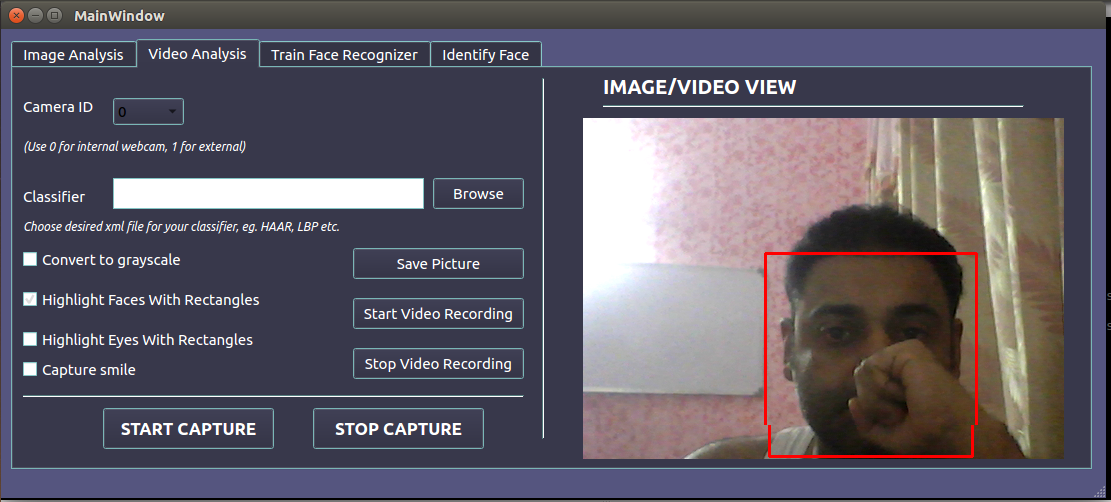 MainWindow
Image Analysis
Video Analysis
Train Face Recognizer
Identify Face
Camera ID
0
(Use 0 for internal webcam, 1 for external)
Classifier
Browse
Choose desired xml file for your classifier, eg. HAAR, LBP etc.
Convert to grayscale
Save Picture
Highlight Faces With Rectangles
Start Video Recording
Highlight Eyes With Rectangles
Stop Video Recording
Capture smile
START CAPTURE
STOP CAPTURE
IMAGE/VIDEO VIEW